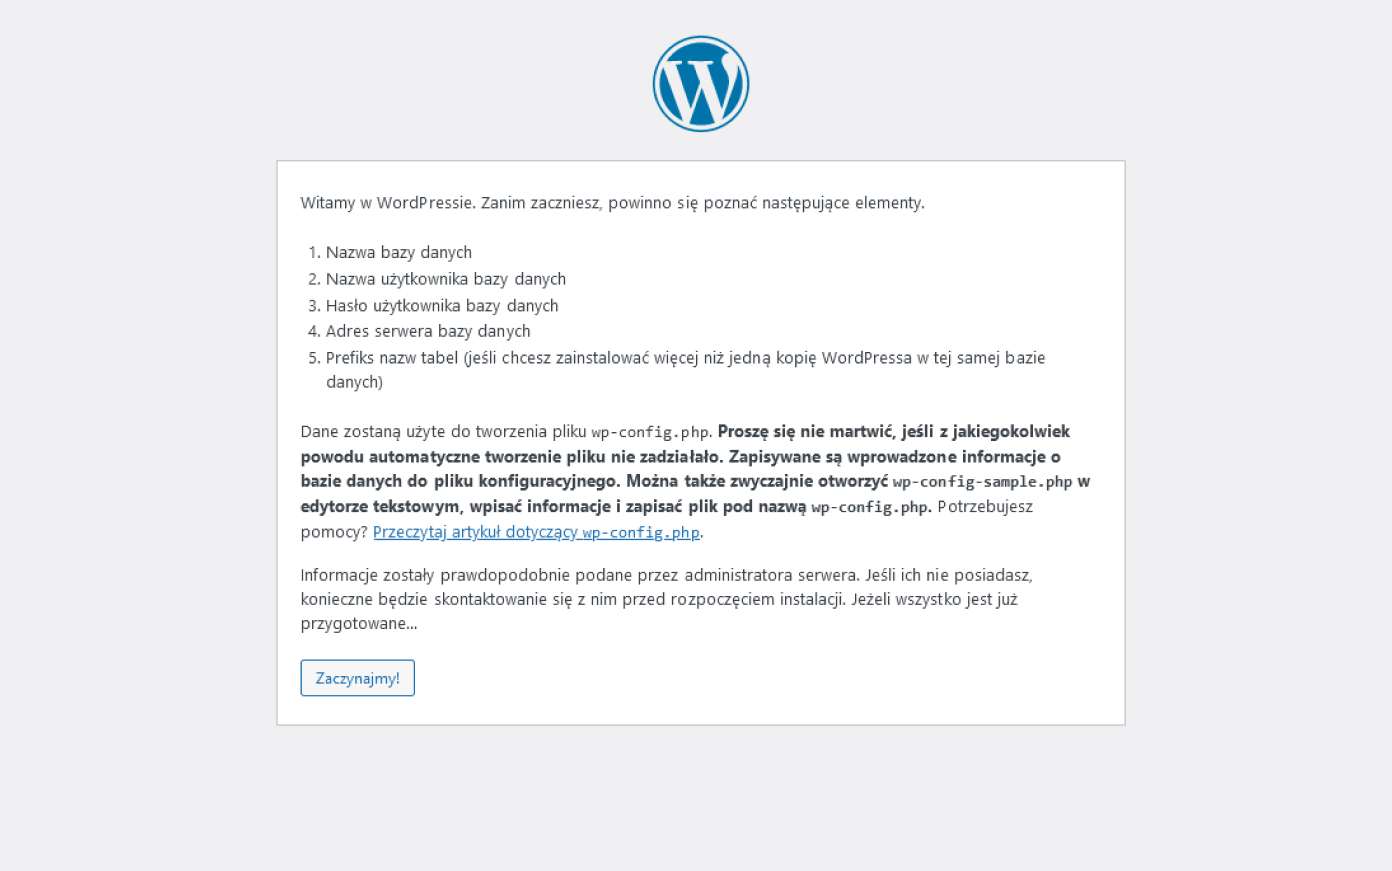 Witamy w WordPressie. Zanim zaczniesz, powinno się poznać następujące elementy.
1. Nazwa bazy danych
2. Nazwa użytkownika bazy danych
3. Hasło użytkownika bazy danych
4. Adres serwera bazy danych
5. Prefiks nazw tabel (jeśli chcesz zainstalować więcej niż jedną kopię WordPressa w tej samej bazie
danych)
Dane zostaną użyte do tworzenia pliku wp-config.php. Proszę się nie martwić, jeśli z jakiegokolwiek
powodu automatyczne tworzenie pliku nie zadziałało. Zapisywane są wprowadzone informacje o
bazie danych do pliku konfiguracyjnego. Można także zwyczajnie otworzyć wp-config-sample.php w
edytorze tekstowym, wpisać informacje i zapisać plik pod nazwą wp-config.php. Potrzebujesz
pomocy? Przeczytaj artykuł dotyczący wp-config.php.
Informacje zostały prawdopodobnie podane przez administratora serwera. Jeśli ich nie posiadasz,
konieczne będzie skontaktowanie się z nim przed rozpoczęciem instalacji. Jeżeli wszystko jest już
przygotowane...
Zaczynajmy!